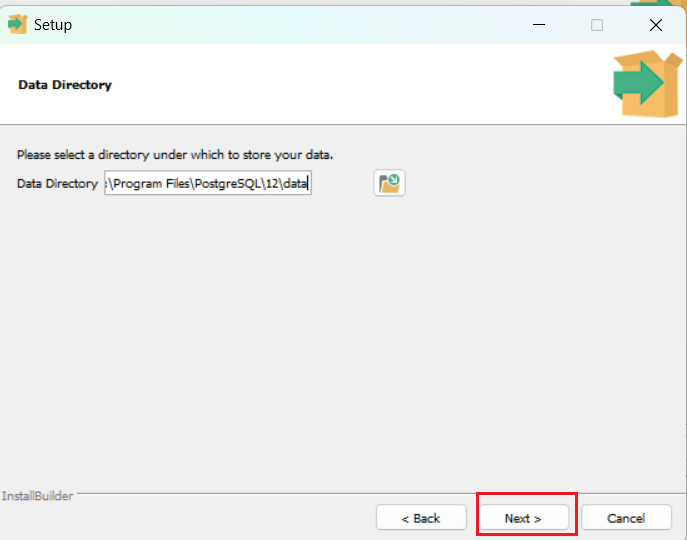 Setup
Data Directory
Please select a directory under which to store your data.
Data Directory :\Program Files\PostgreSQL\12\data
InstallBuilder
< Back Next > Cancel